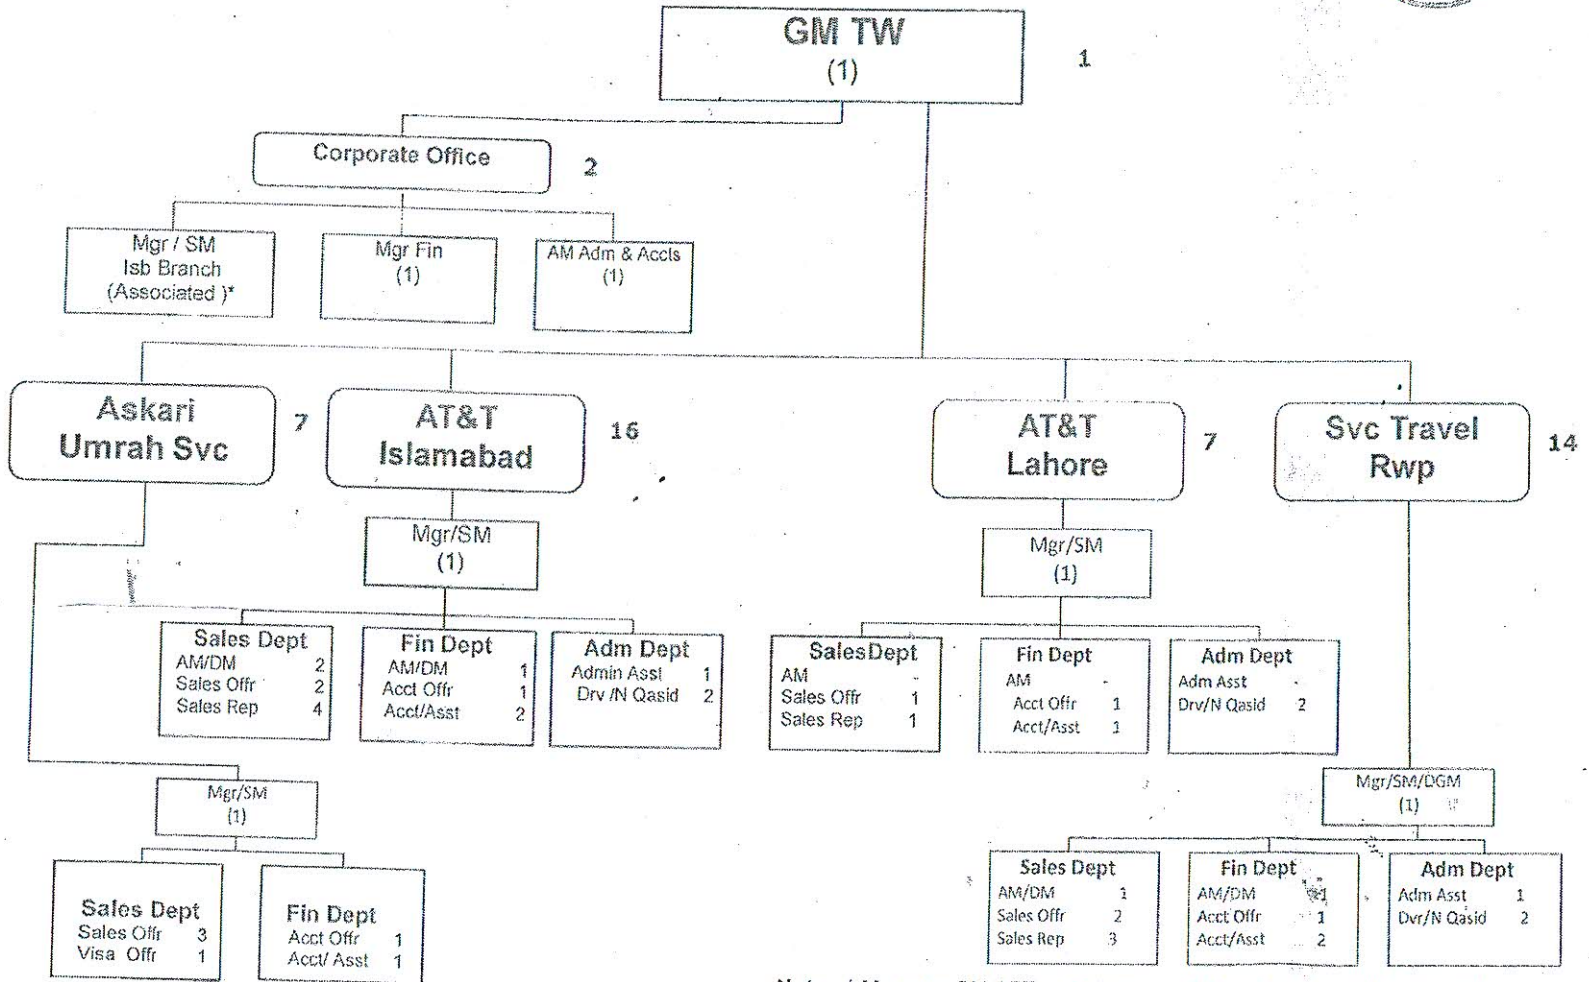 GM TW
(1)
1
Corporate Office
2
Mgr / SM
Isb Branch
(Associated )*
Mgr Fin
(1)
AM Adm & Accts
(1)
Askari
Umrah Svc
7
AT&T
Islamabad
16
AT&T
Lahore
7
Svc Travel
Rwp
14
Mgr/SM
(1)
Sales Dept
AM/DM 2
Sales Offr 2
Sales Rep 4
Fin Dept
AM/DM 1
Acct Offr 1
Acct/Asst 2
Adm Dept
Admin Asst 1
Drv /N Qasid 2
Mgr/SM
(1)
SalesDept
AM -
Sales Offr 1
Sales Rep 1
Fin Dept
AM -
Acct Offr 1
Acct/Asst 1
Adm Dept
Adm Asst -
Drv/N Qasid 2
Mgr/SM
(1)
Sales Dept
Sales Offr 3
Visa Offr 1
Fin Dept
Acct Offr 1
Acct/ Asst 1
Mgr/SM/DGM
(1)
Sales Dept
AM/DM 1
Sales Offr 2
Sales Rep 3
Fin Dept
AM/DM 1
Acct Offr 1
Acct/Asst 2
Adm Dept
Adm Asst 1
Dvr/N Qasid 2